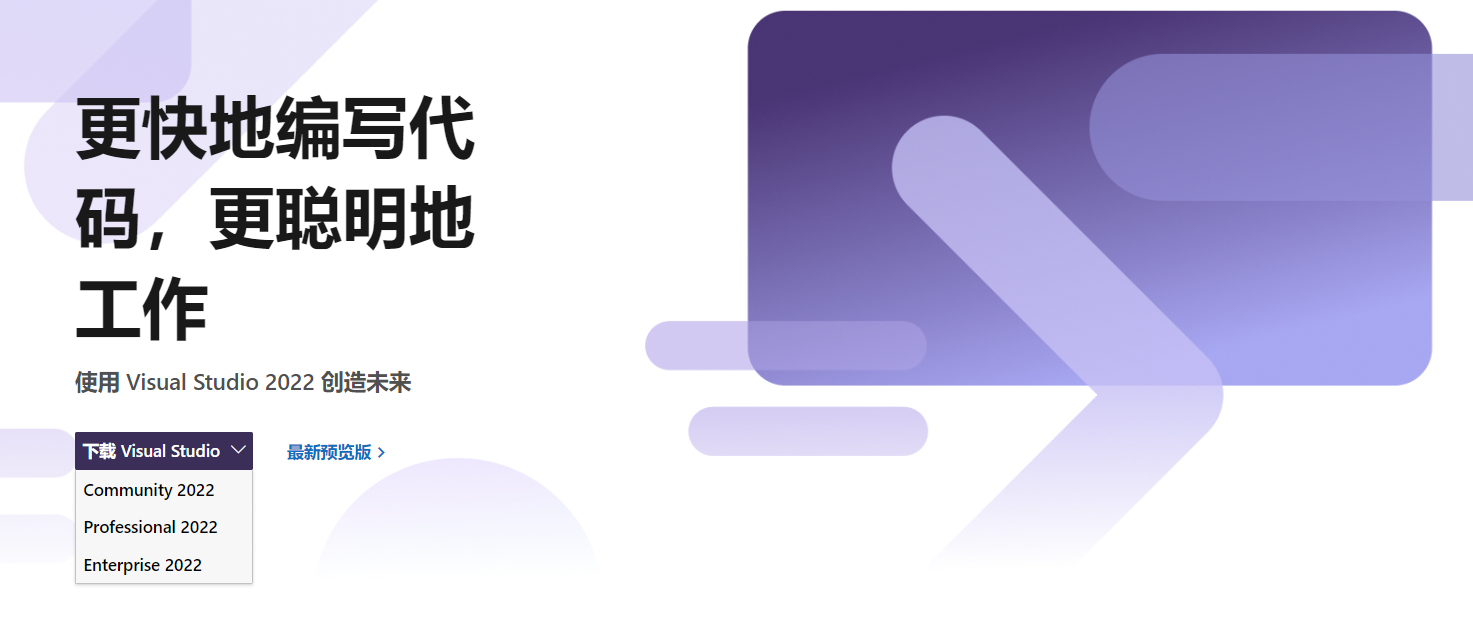 更快地编写代
码，更聪明地
工作
使用 Visual Studio 2022 创造未来
下载 Visual Studio
最新预览版
Community 2022
Professional 2022
Enterprise 2022